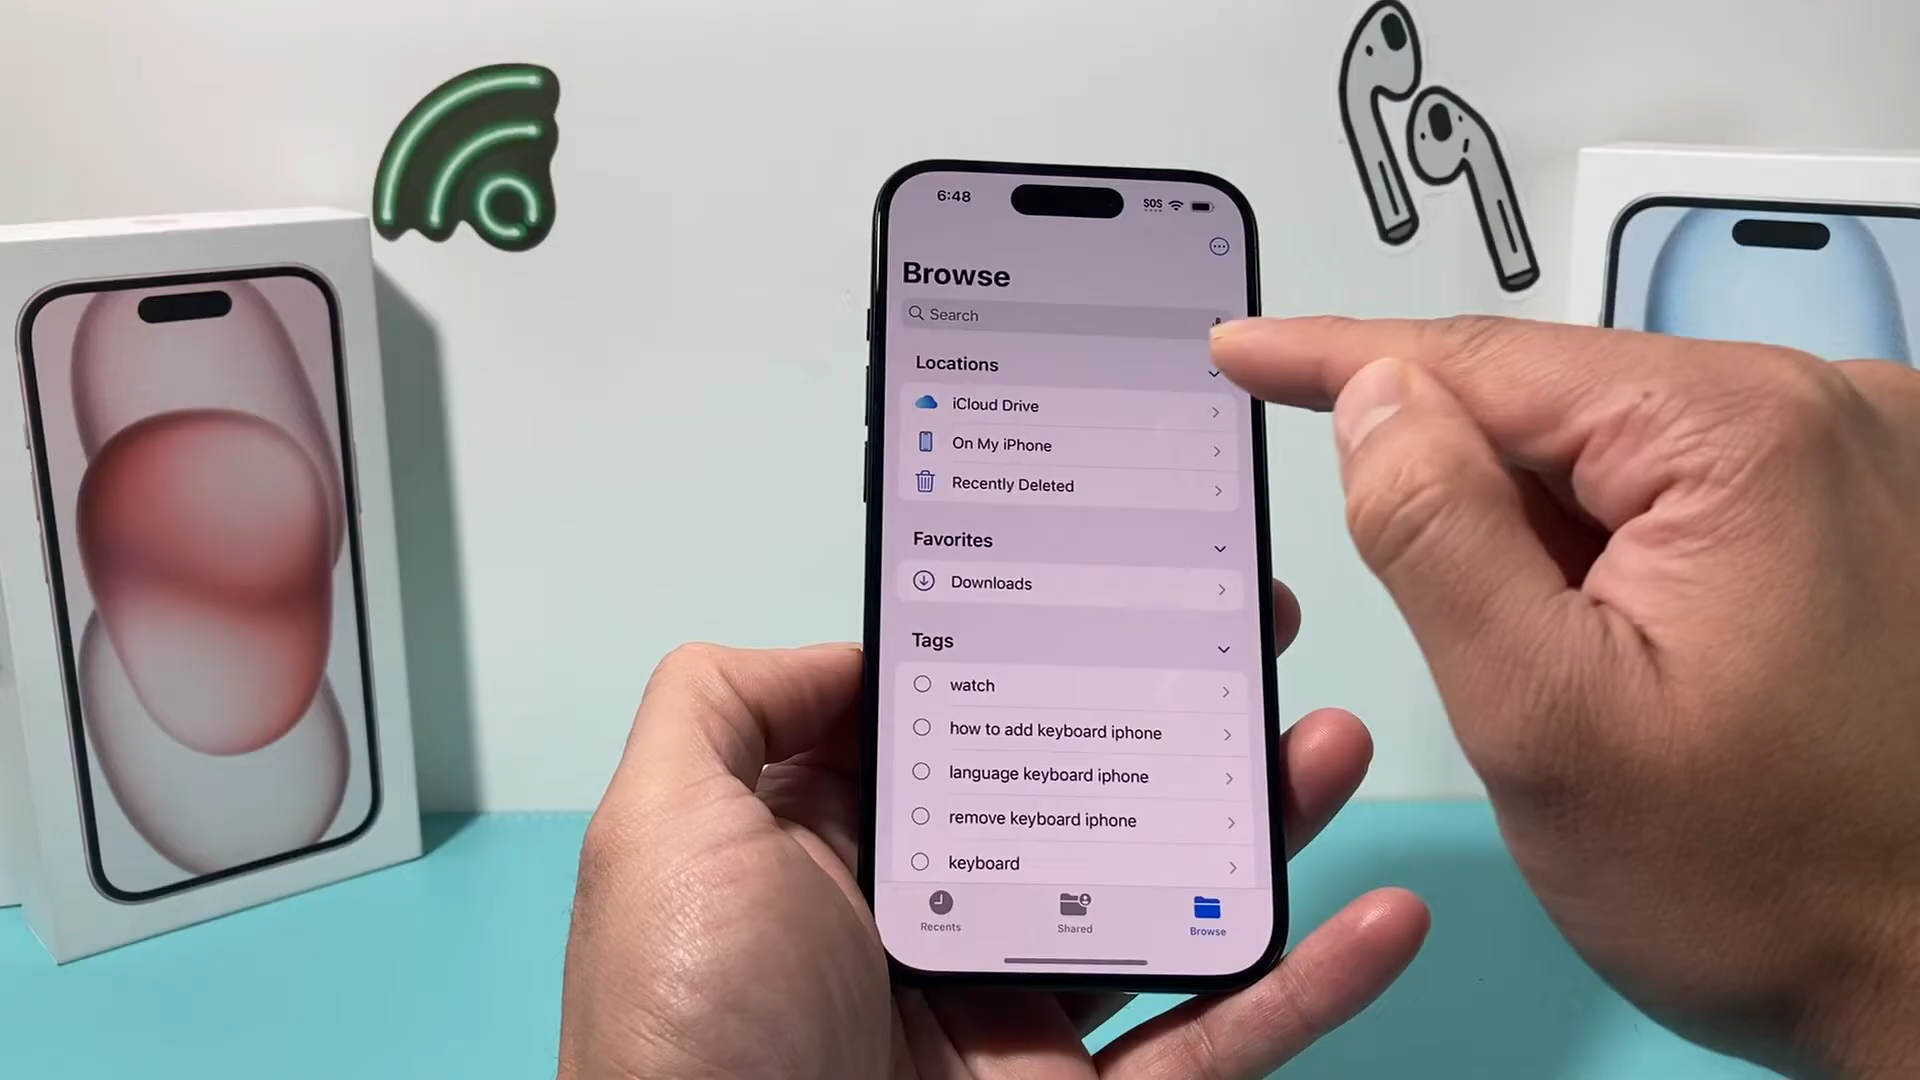 6:48
SOS
Browse
Search
Locations
iCloud Drive
On My iPhone
Recently Deleted
Favorites
Downloads
Tags
watch
how to add keyboard iphone
language keyboard iphone
remove keyboard iphone
keyboard
Recents
Shared
Browse